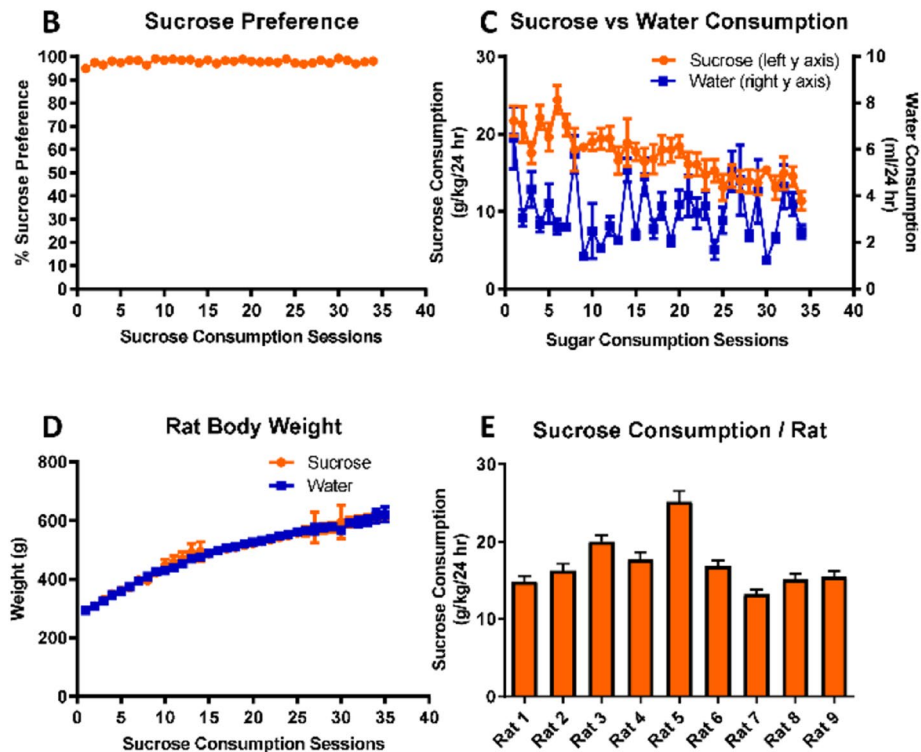 B Sucrose Preference
100
90
80
70
60
50
40
30
20
10
0
% Sucrose Preference
0 5 10 15 20 25 30 35 40
Sucrose Consumption Sessions
C Sucrose vs Water Consumption
Sucrose (left y axis)
Water (right y axis)
30
20
10
0
Sucrose Consumption
(g/kg/24 hr)
10
8
6
4
2
0
Water Consumption
(ml/24 hr)
0 5 10 15 20 25 30 35 40
Sugar Consumption Sessions
D Rat Body Weight
Sucrose
Water
800
600
400
200
0
Weight (g)
0 5 10 15 20 25 30 35 40
Sucrose Consumption Sessions
E Sucrose Consumption / Rat
30
20
10
0
Sucrose Consumption
(g/kg/24 hr)
Rat 1 Rat 2 Rat 3 Rat 4 Rat 5 Rat 6 Rat 7 Rat 8 Rat 9